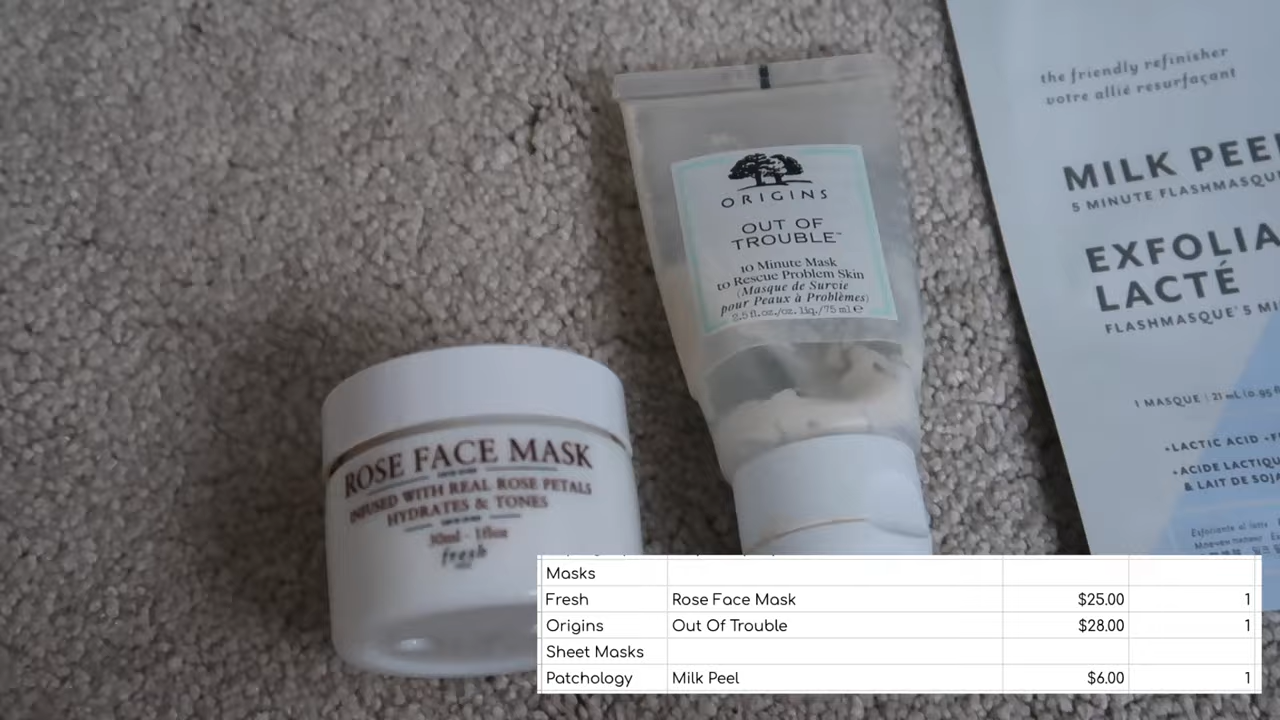 ROSE FACE MASK
INFUSED WITH REAL ROSE PETALS
HYDRATES & TONES
30ml - 1floz
fresh
ORIGINS
OUT OF
TROUBLE™
10 Minute Mask
to Rescue Problem Skin
(Masque de Survie
pour Peaux à Problèmes)
2.5 fl.oz./oz. liq./75 ml e
the friendly refinisher
votre allié resurfaçant
MILK PEEL
5 MINUTE FLASHMASQUE
EXFOLIA
LACTÉ
FLASHMASQUE® 5 MI
1 MASQUE | 21 mL (0.95 fl
•LACTIC ACID
•ACIDE LACTIQU
& LAIT DE SOJA
Masks
Fresh Rose Face Mask $25.00 1
Origins Out Of Trouble $28.00 1
Sheet Masks
Patchology Milk Peel $6.00 1